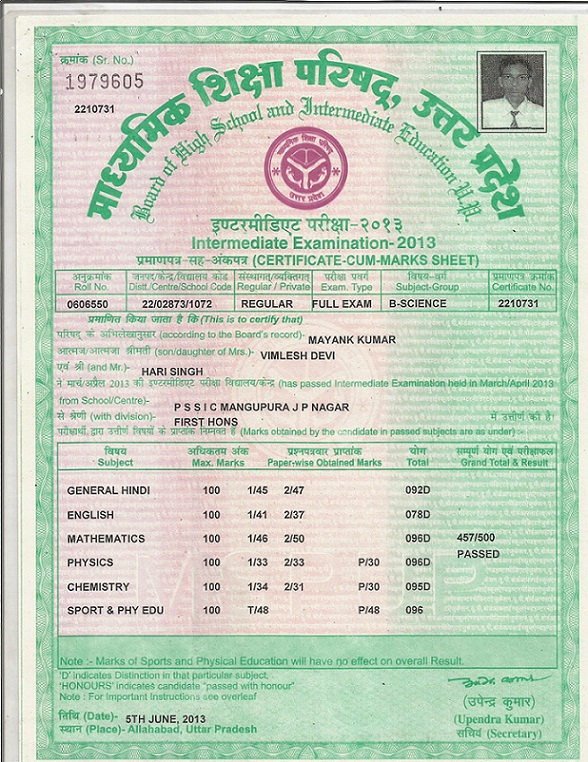 क्रमांक (Sr. No.)
1979605
2210731
माध्यमिक शिक्षा परिषद्, उत्तर प्रदेश
Board of High School and Intermediate Education U.P.
माध्यमिक शिक्षा परिषद्
उत्तर प्रदेश
इण्टरमीडिएट परीक्षा-२०१३
Intermediate Examination- 2013
प्रमाणपत्र-सह-अंकपत्र (CERTIFICATE-CUM-MARKS SHEET)
अनुक्रमांक जनपद/केन्द्र/विद्यालय कोड संस्थागत/व्यक्तिगत परीक्षा प्रवर्ग विषय-वर्ग प्रमाणपत्र क्रमांक
Roll No. Distt./Centre/School Code Regular / Private Exam. Type Subject-Group Certificate No.
0606550 22/02873/1072 REGULAR FULL EXAM B-SCIENCE 2210731
प्रमाणित किया जाता है कि (This is to certify that)
परिषद् के अभिलेखानुसार (according to the Board's record)- MAYANK KUMAR
आत्मज/आत्मजा श्रीमती (son/daughter of Mrs.)- VIMLESH DEVI
एवं श्री (and Mr.)- HARI SINGH
ने मार्च/अप्रैल 2013 की इण्टरमीडिएट परीक्षा विद्यालय/केन्द्र (has passed Intermediate Examination held in March/April 2013
from School/Centre)- P S S I C MANGUPURA J P NAGAR
से श्रेणी (with division)- FIRST HONS में उत्तीर्ण की है।
परीक्षार्थी द्वारा उत्तीर्ण विषयों के प्राप्तांक निम्नवत हैं (Marks obtained by the candidate in passed subjects are as under) :-
विषय अधिकतम अंक प्रश्नपत्रवार प्राप्तांक योग सम्पूर्ण योग एवं परीक्षाफल
Subject Max. Marks Paper-wise Obtained Marks Total Grand Total & Result
GENERAL HINDI 100 1/45 2/47 092D
ENGLISH 100 1/41 2/37 078D
MATHEMATICS 100 1/46 2/50 096D 457/500
PASSED
PHYSICS 100 1/33 2/33 P/30 096D
CHEMISTRY 100 1/34 2/31 P/30 095D
SPORT & PHY EDU 100 T/48 P/48 096
Note :- Marks of Sports and Physical Education will have no effect on overall Result.
'D' Indicates Distinction in that particular subject,
'HONOURS' indicates candidate "passed with honour"
Note : For Important Instructions see overleaf
तिथि (Date)- 5TH JUNE, 2013
स्थान (Place)- Allahabad, Uttar Pradesh
(उपेन्द्र कुमार)
(Upendra Kumar)
सचिव (Secretary)